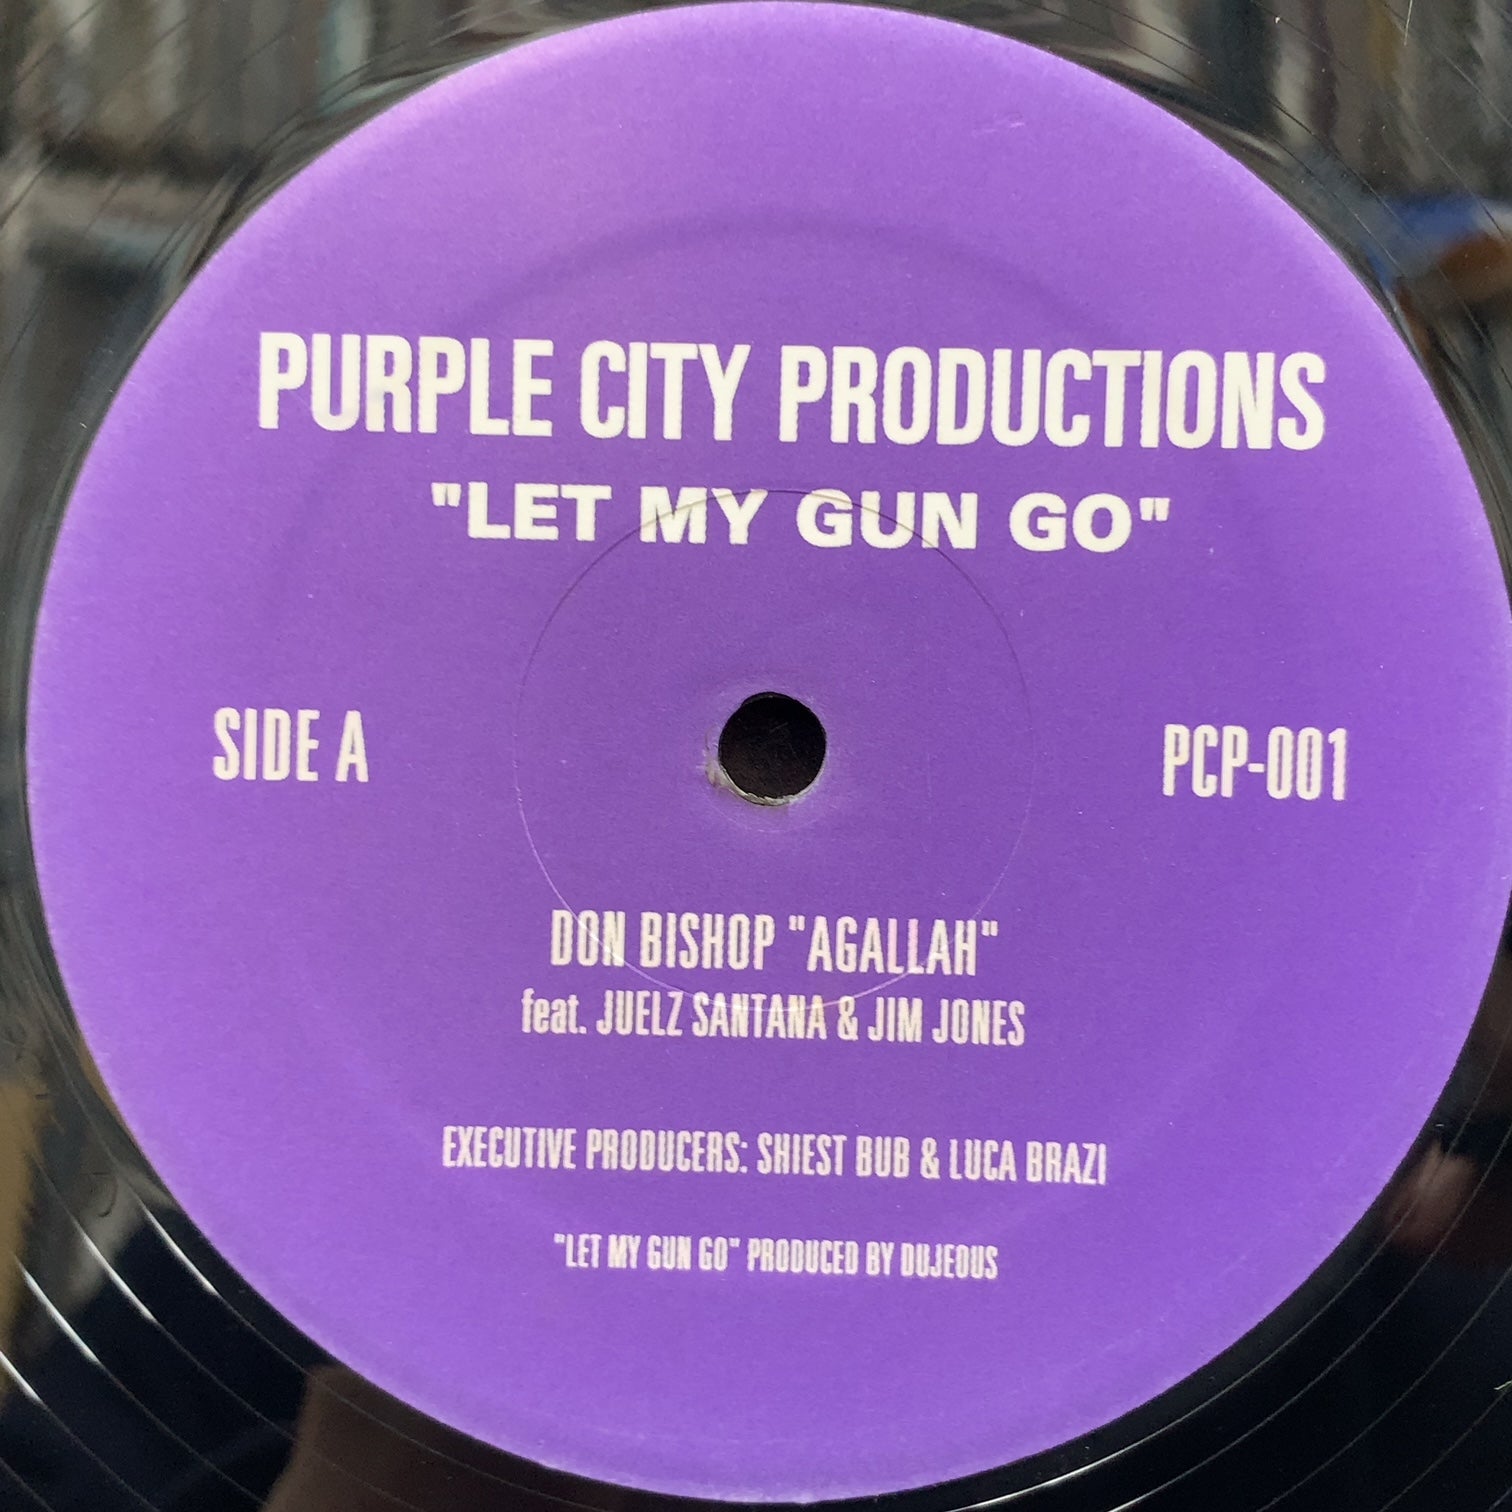 PURPLE CITY PRODUCTIONS
"LET MY GUN GO"
SIDE A
PCP-001
DON BISHOP "AGALLAH"
feat. JUELZ SANTANA & JIM JONES
EXECUTIVE PRODUCERS: SHIEST BUB & LUCA BRAZI
"LET MY GUN GO" PRODUCED BY DUJEOUS